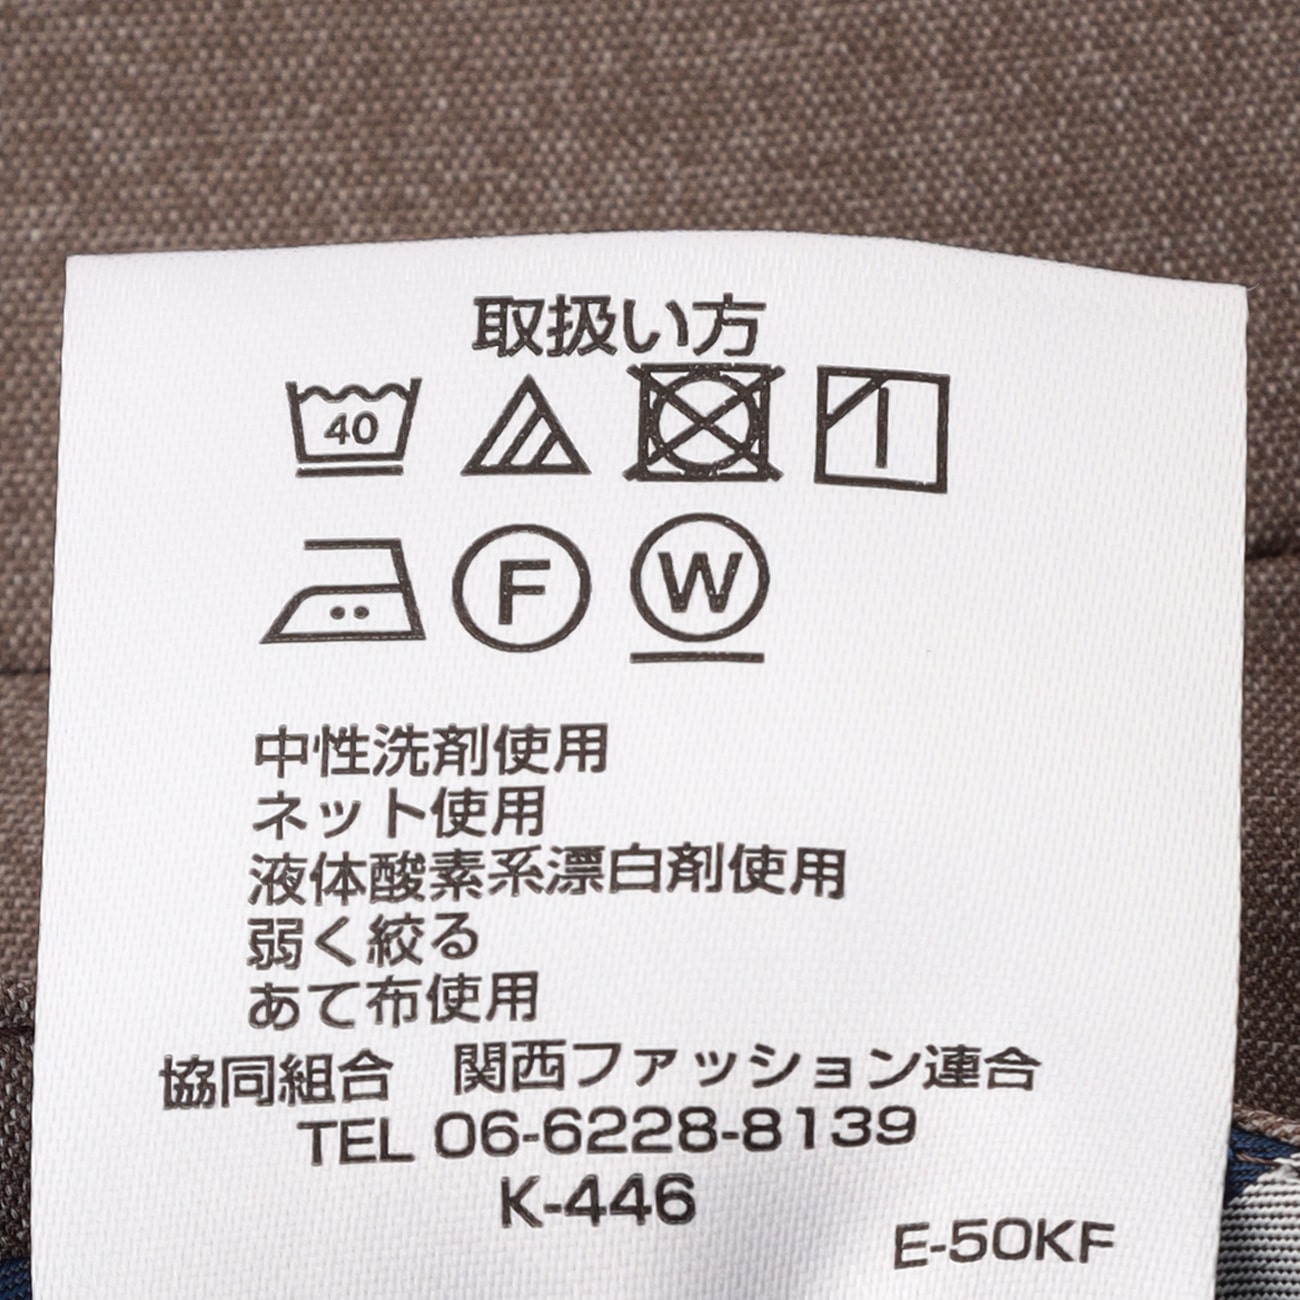 取扱い方
40
F W
中性洗剤使用
ネット使用
液体酸素系漂白剤使用
弱く絞る
あて布使用
協同組合　関西ファッション連合
TEL 06-6228-8139
K-446
E-50KF